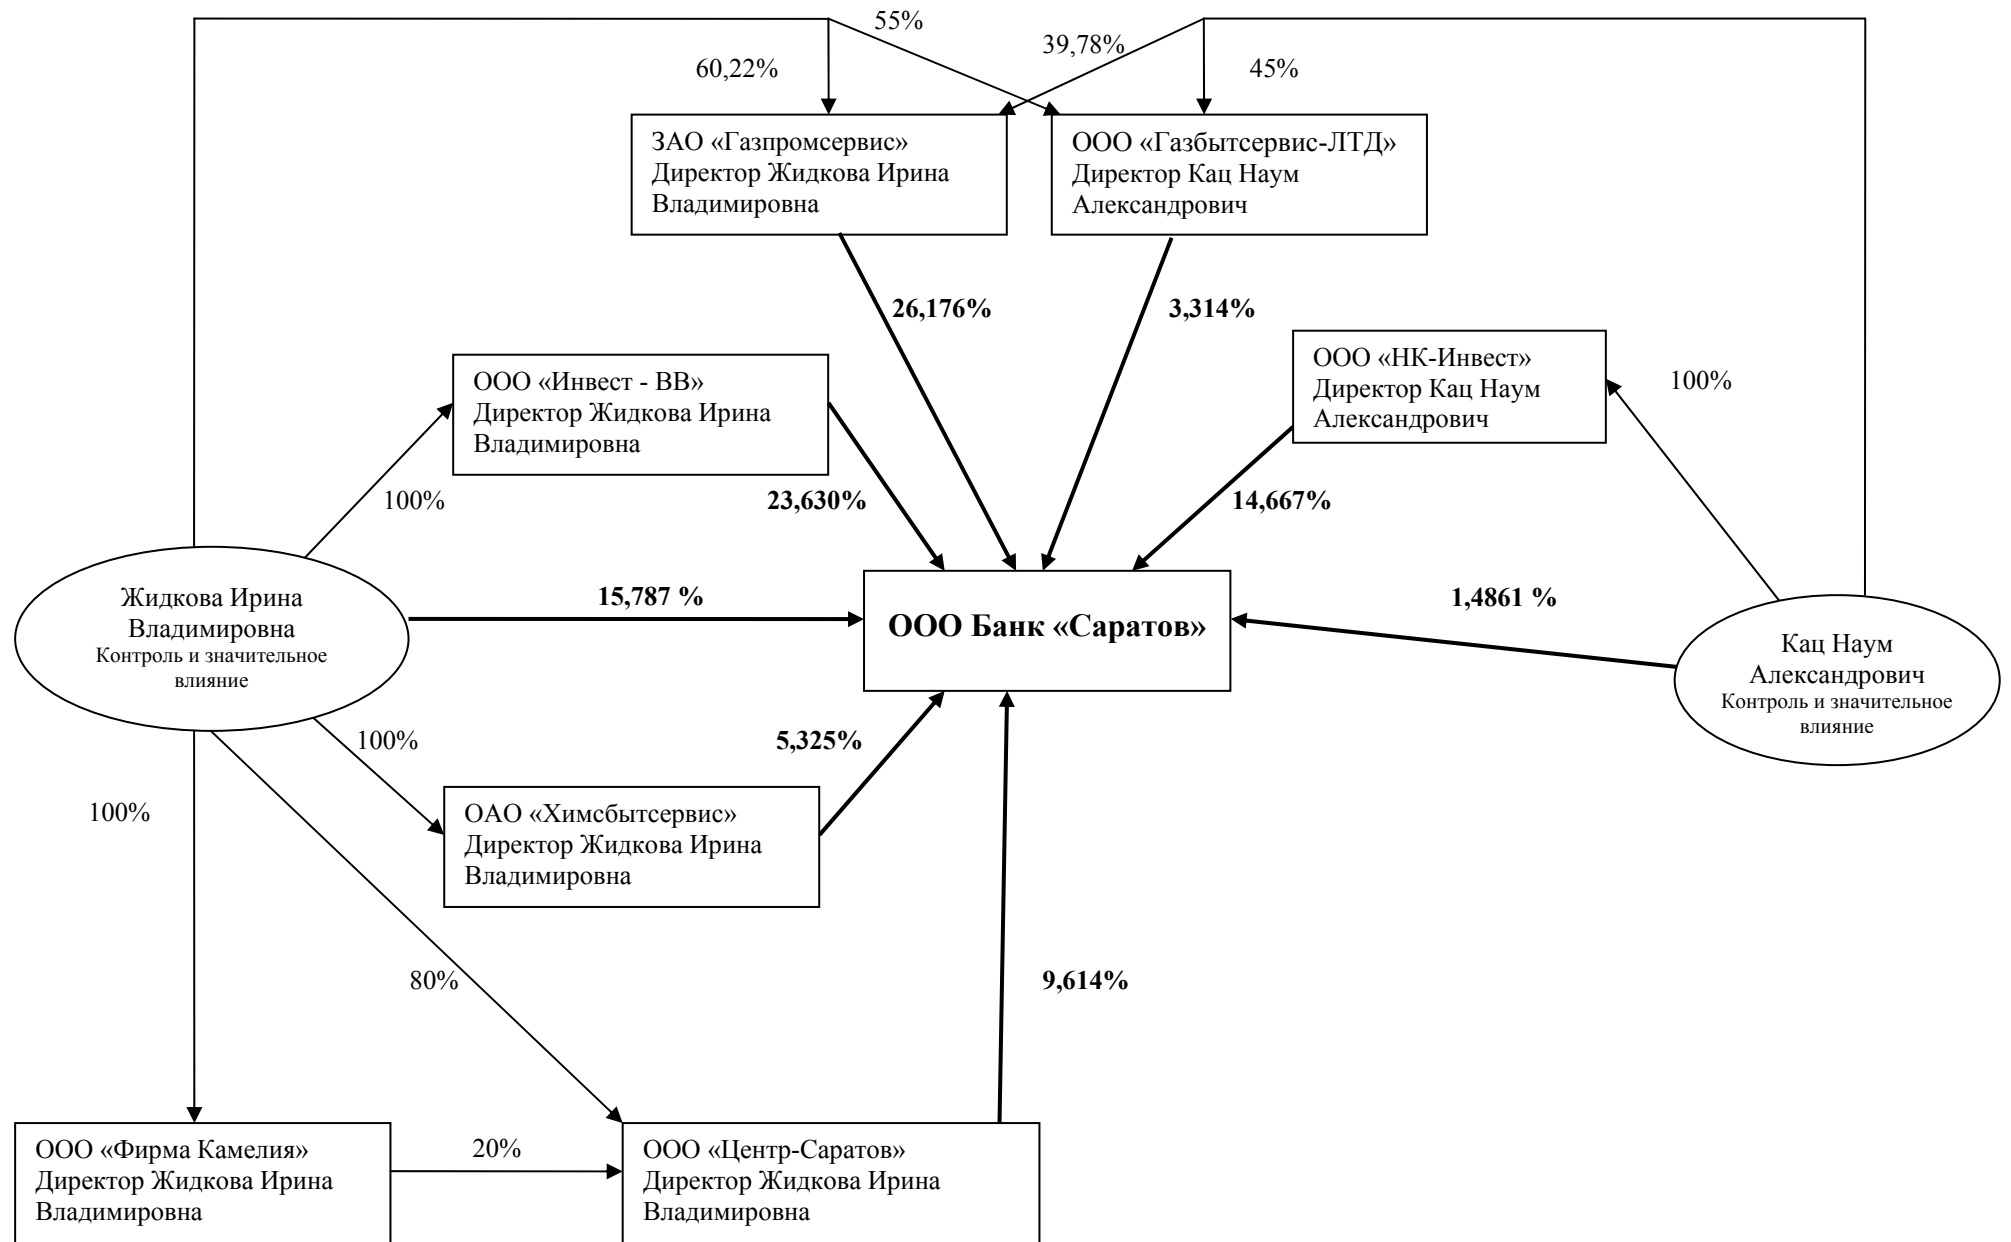 55%
39,78%
60,22%
45%
ЗАО «Газпромсервис»
Директор Жидкова Ирина
Владимировна
ООО «Газбытсервис-ЛТД»
Директор Кац Наум
Александрович
26,176%
3,314%
ООО «Инвест - ВВ»
Директор Жидкова Ирина
Владимировна
ООО «НК-Инвест»
Директор Кац Наум
Александрович
100%
100%
23,630%
14,667%
Жидкова Ирина
Владимировна
Контроль и значительное
влияние
15,787 %
ООО Банк «Саратов»
1,4861 %
Кац Наум
Александрович
Контроль и значительное
влияние
100%
5,325%
100%
ОАО «Химсбытсервис»
Директор Жидкова Ирина
Владимировна
80%
9,614%
ООО «Фирма Камелия»
Директор Жидкова Ирина
Владимировна
20%
ООО «Центр-Саратов»
Директор Жидкова Ирина
Владимировна